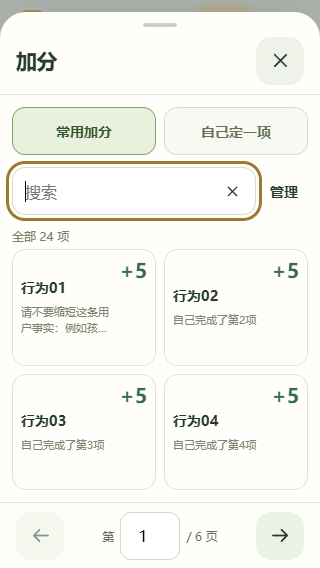 加分
常用加分
自己定一项
搜索
管理
全部 24 项
+5
行为01
请不要缩短这条用
户事实：例如孩...
+5
行为02
自己完成了第2项
+5
行为03
自己完成了第3项
+5
行为04
自己完成了第4项
第 1 / 6 页